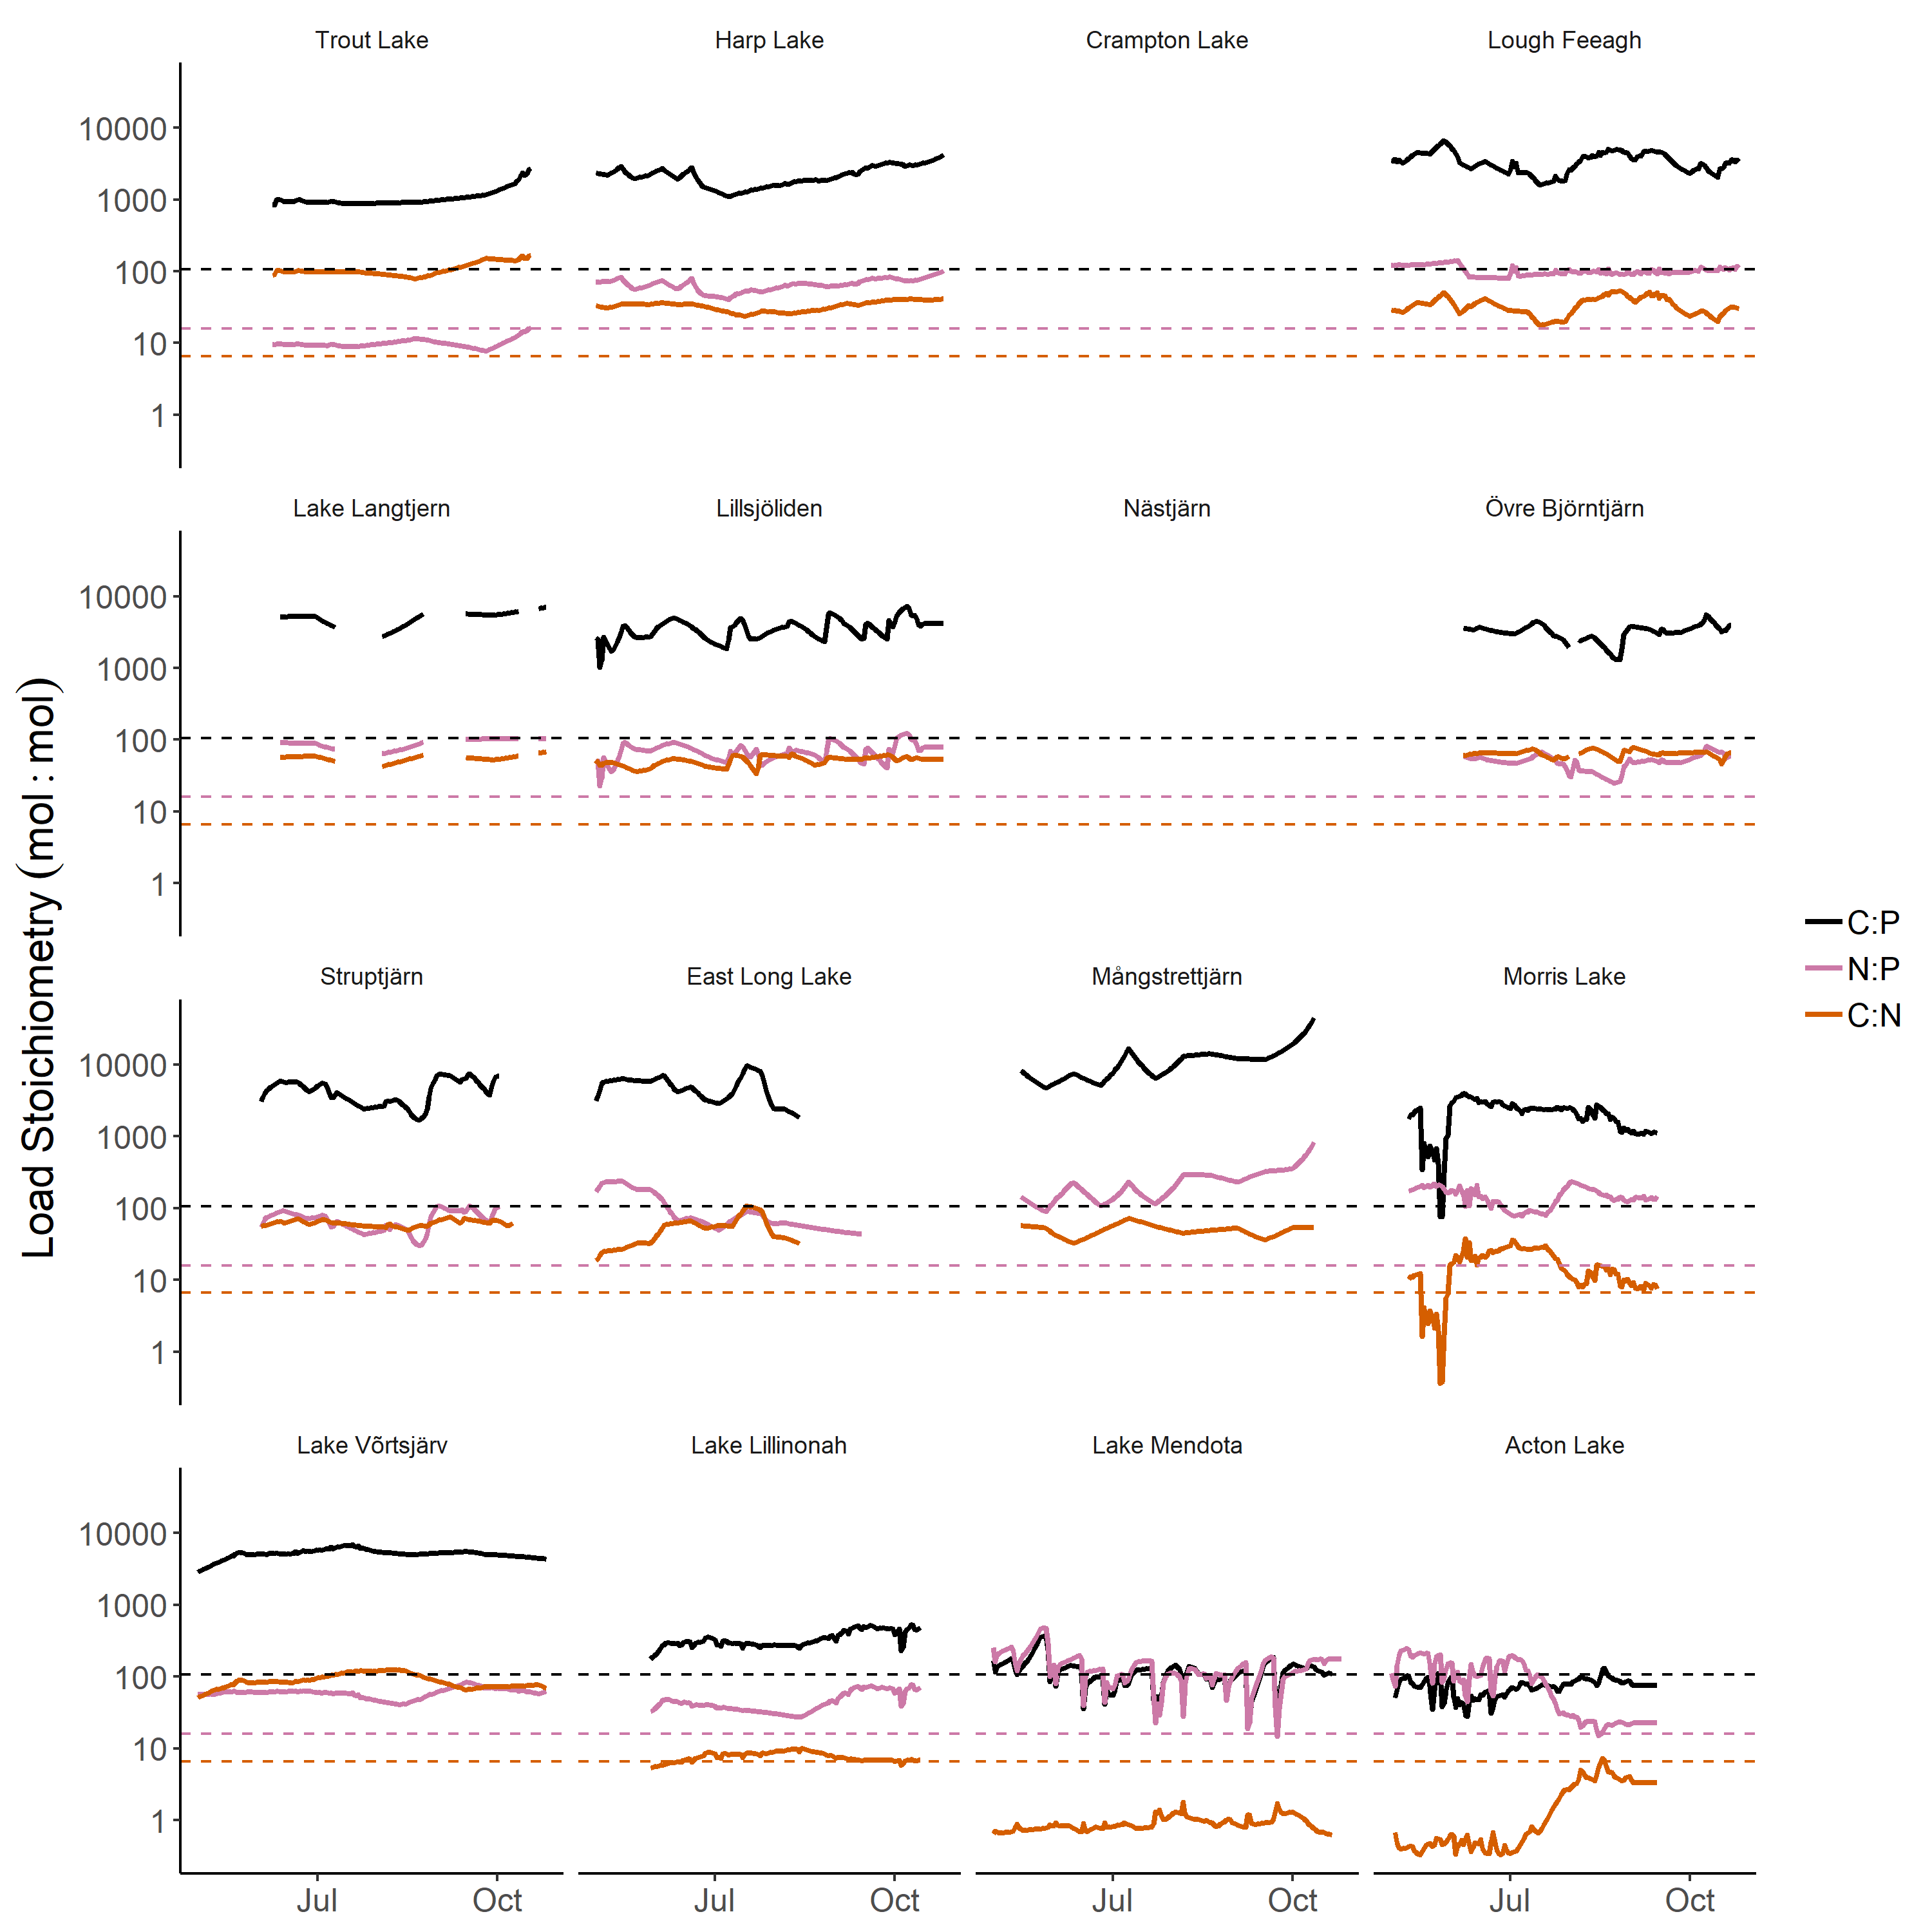 Trout Lake
Harp Lake
Crampton Lake
Lough Feeagh
10000
1000
100
10
1
Lake Langtjern
Lillsjöliden
Nästjärn
Övre Björntjärn
10000
1000
100
10
1
Load Stoichiometry (mol : mol)
Struptjärn
East Long Lake
Mångstrettjärn
Morris Lake
10000
1000
100
10
1
C:P
N:P
C:N
Lake Võrtsjärv
Lake Lillinonah
Lake Mendota
Acton Lake
10000
1000
100
10
1
Jul Oct
Jul Oct
Jul Oct
Jul Oct